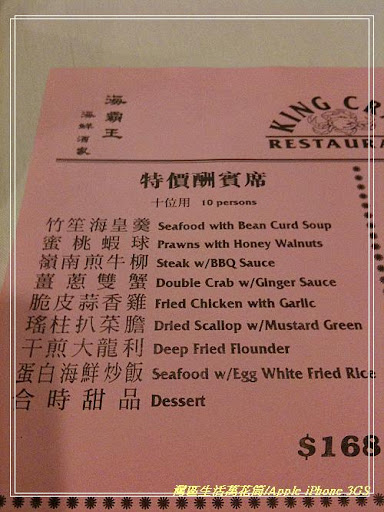 海霸王
海鮮酒家
KING CR
RESTAURA
特價酬賓席
十位用 10 persons
竹笙海皇羹 Seafood with Bean Curd Soup
蜜桃蝦球 Prawns with Honey Walnuts
嶺南煎牛柳 Steak w/BBQ Sauce
薑蔥雙蟹 Double Crab w/Ginger Sauce
脆皮蒜香雞 Fried Chicken with Garlic
瑤柱扒菜膽 Dried Scallop w/Mustard Green
干煎大龍利 Deep Fried Flounder
蛋白海鮮炒飯 Seafood w/Egg White Fried Rice
合時甜品 Dessert
$168
灣區生活萬花筒/Apple iPhone 3GS